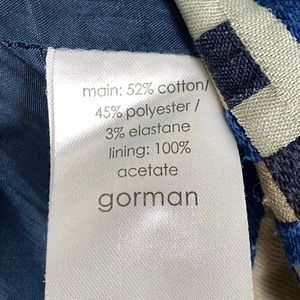 main: 52% cotton/
45% polyester /
3% elastane
lining: 100%
acetate
gorman